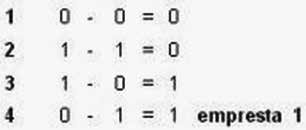 1 0 - 0 = 0
2 1 - 1 = 0
3 1 - 0 = 1
4 0 - 1 = 1 empresta 1